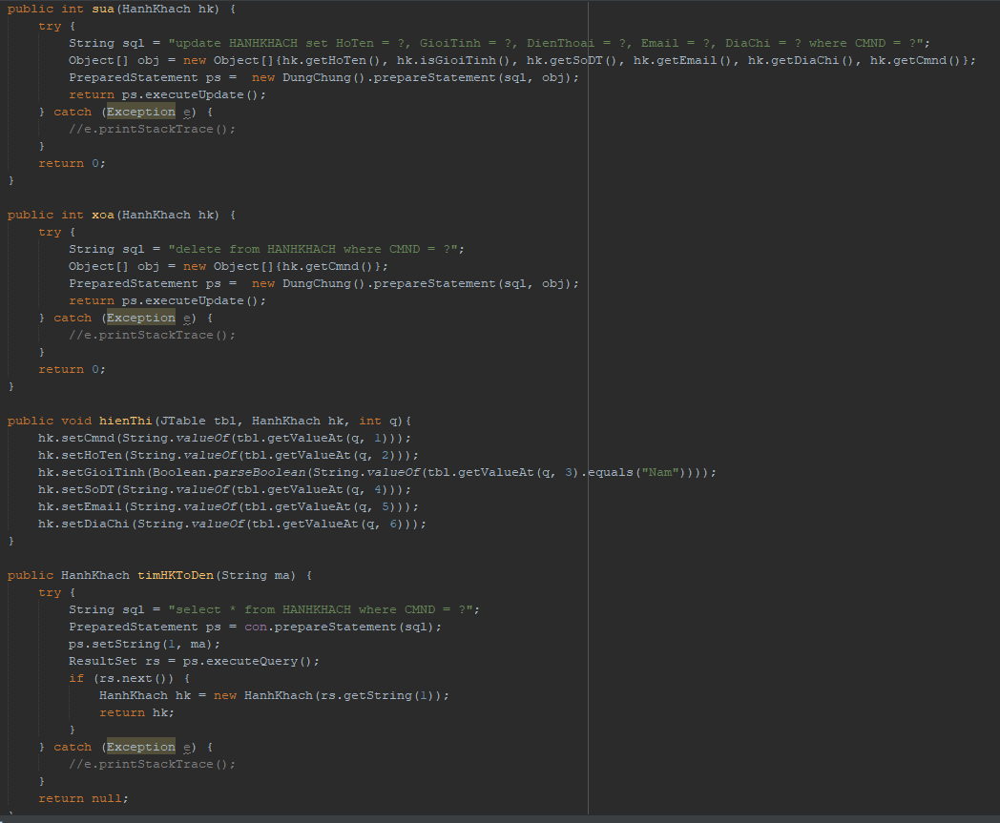 public int sua(HanhKhach hk) {
try {
String sql = "update HANHKHACH set HoTen = ?, GioiTinh = ?, DienThoai = ?, Email = ?, DiaChi = ? where CMND = ?";
Object[] obj = new Object[]{hk.getHoTen(), hk.isGioiTinh(), hk.getSoDT(), hk.getEmail(), hk.getDiaChi(), hk.getCmnd()};
PreparedStatement ps =  new DungChung().prepareStatement(sql, obj);
return ps.executeUpdate();
} catch (Exception e) {
//e.printStackTrace();
}
return 0;
}
public int xoa(HanhKhach hk) {
try {
String sql = "delete from HANHKHACH where CMND = ?";
Object[] obj = new Object[]{hk.getCmnd()};
PreparedStatement ps =  new DungChung().prepareStatement(sql, obj);
return ps.executeUpdate();
} catch (Exception e) {
//e.printStackTrace();
}
return 0;
}
public void hienThi(JTable tbl, HanhKhach hk, int q){
hk.setCmnd(String.valueOf(tbl.getValueAt(q, 1)));
hk.setHoTen(String.valueOf(tbl.getValueAt(q, 2)));
hk.setGioiTinh(Boolean.parseBoolean(String.valueOf(tbl.getValueAt(q, 3).equals("Nam"))));
hk.setSoDT(String.valueOf(tbl.getValueAt(q, 4)));
hk.setEmail(String.valueOf(tbl.getValueAt(q, 5)));
hk.setDiaChi(String.valueOf(tbl.getValueAt(q, 6)));
}
public HanhKhach timHKToDen(String ma) {
try {
String sql = "select * from HANHKHACH where CMND = ?";
PreparedStatement ps = con.prepareStatement(sql);
ps.setString(1, ma);
ResultSet rs = ps.executeQuery();
if (rs.next()) {
HanhKhach hk = new HanhKhach(rs.getString(1));
return hk;
}
} catch (Exception e) {
//e.printStackTrace();
}
return null;